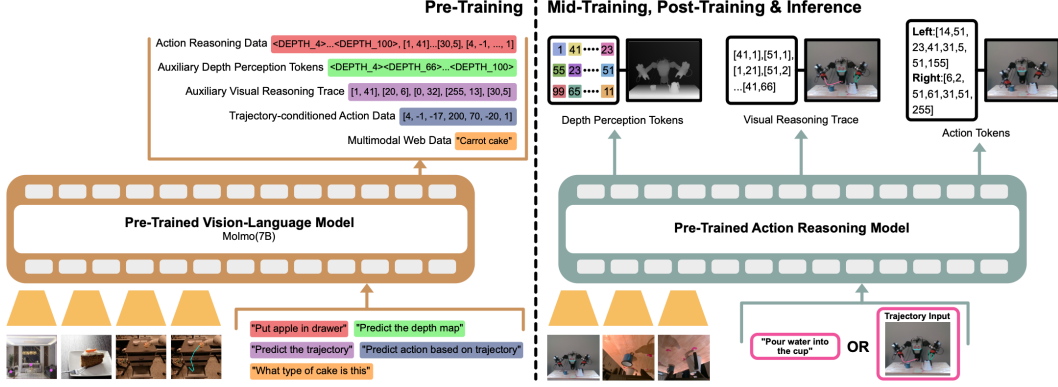 Pre-Training
Action Reasoning Data <DEPTH_4>...<DEPTH_100>, [1, 41]...[30,5], [4, -1, ..., 1]
Auxiliary Depth Perception Tokens <DEPTH_4><DEPTH_66>...<DEPTH_100>
Auxiliary Visual Reasoning Trace [1, 41], [20, 6], [0, 32], [255, 13], [30,5]
Trajectory-conditioned Action Data [4, -1, -17, 200, 70, -20, 1]
Multimodal Web Data "Carrot cake"
Pre-Trained Vision-Language Model
Molmo(7B)
"Put apple in drawer" "Predict the depth map"
"Predict the trajectory" "Predict action based on trajectory"
"What type of cake is this"
Mid-Training, Post-Training & Inference
1 41 •••• 23
55 23 •••• 51
99 65 •••• 11
Depth Perception Tokens
[41,1],[51,1],
[1,21],[51,2]
...[41,66]
Visual Reasoning Trace
Left:[14,51,
23,41,31,5,
51,155]
Right:[6,2,
51,61,31,51,
255]
Action Tokens
Pre-Trained Action Reasoning Model
"Pour water into
the cup"
OR
Trajectory Input